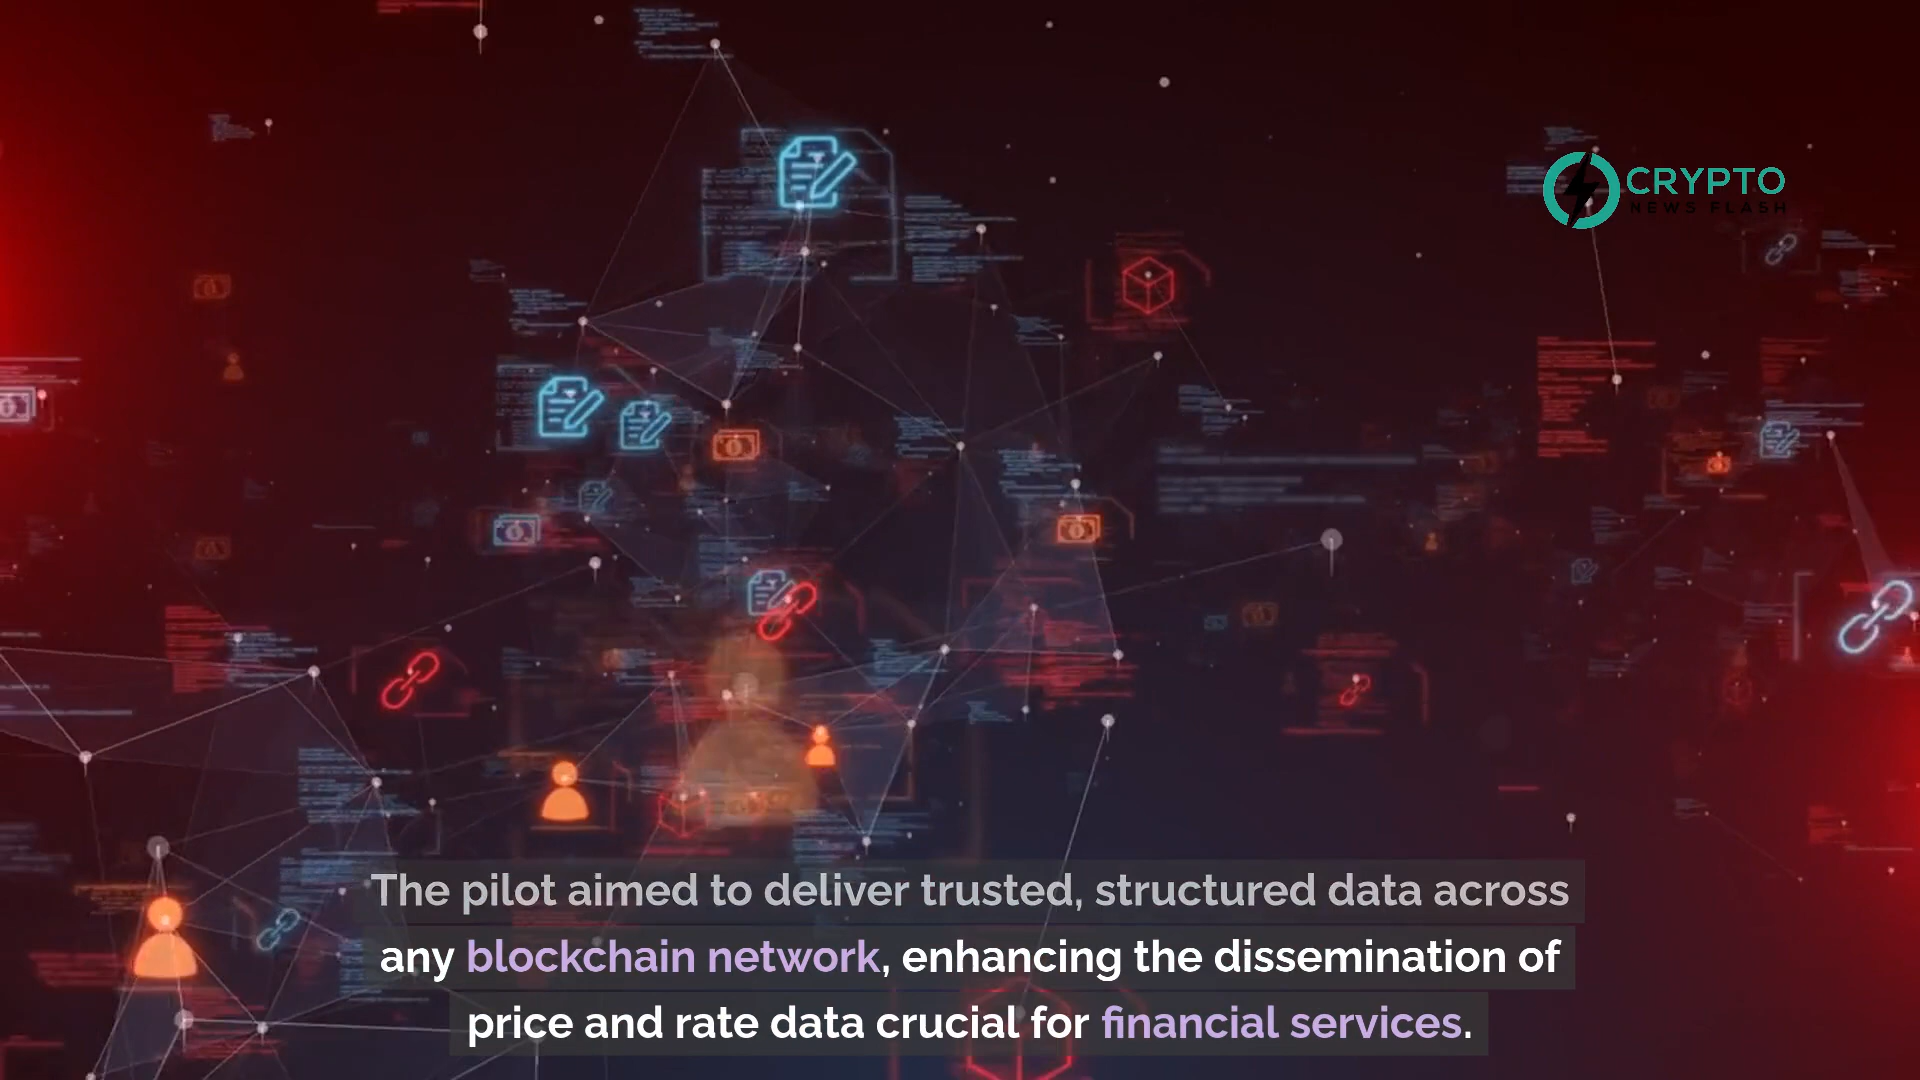 CRYPTO
NEWS FLASH
The pilot aimed to deliver trusted, structured data across
any blockchain network, enhancing the dissemination of
price and rate data crucial for financial services.